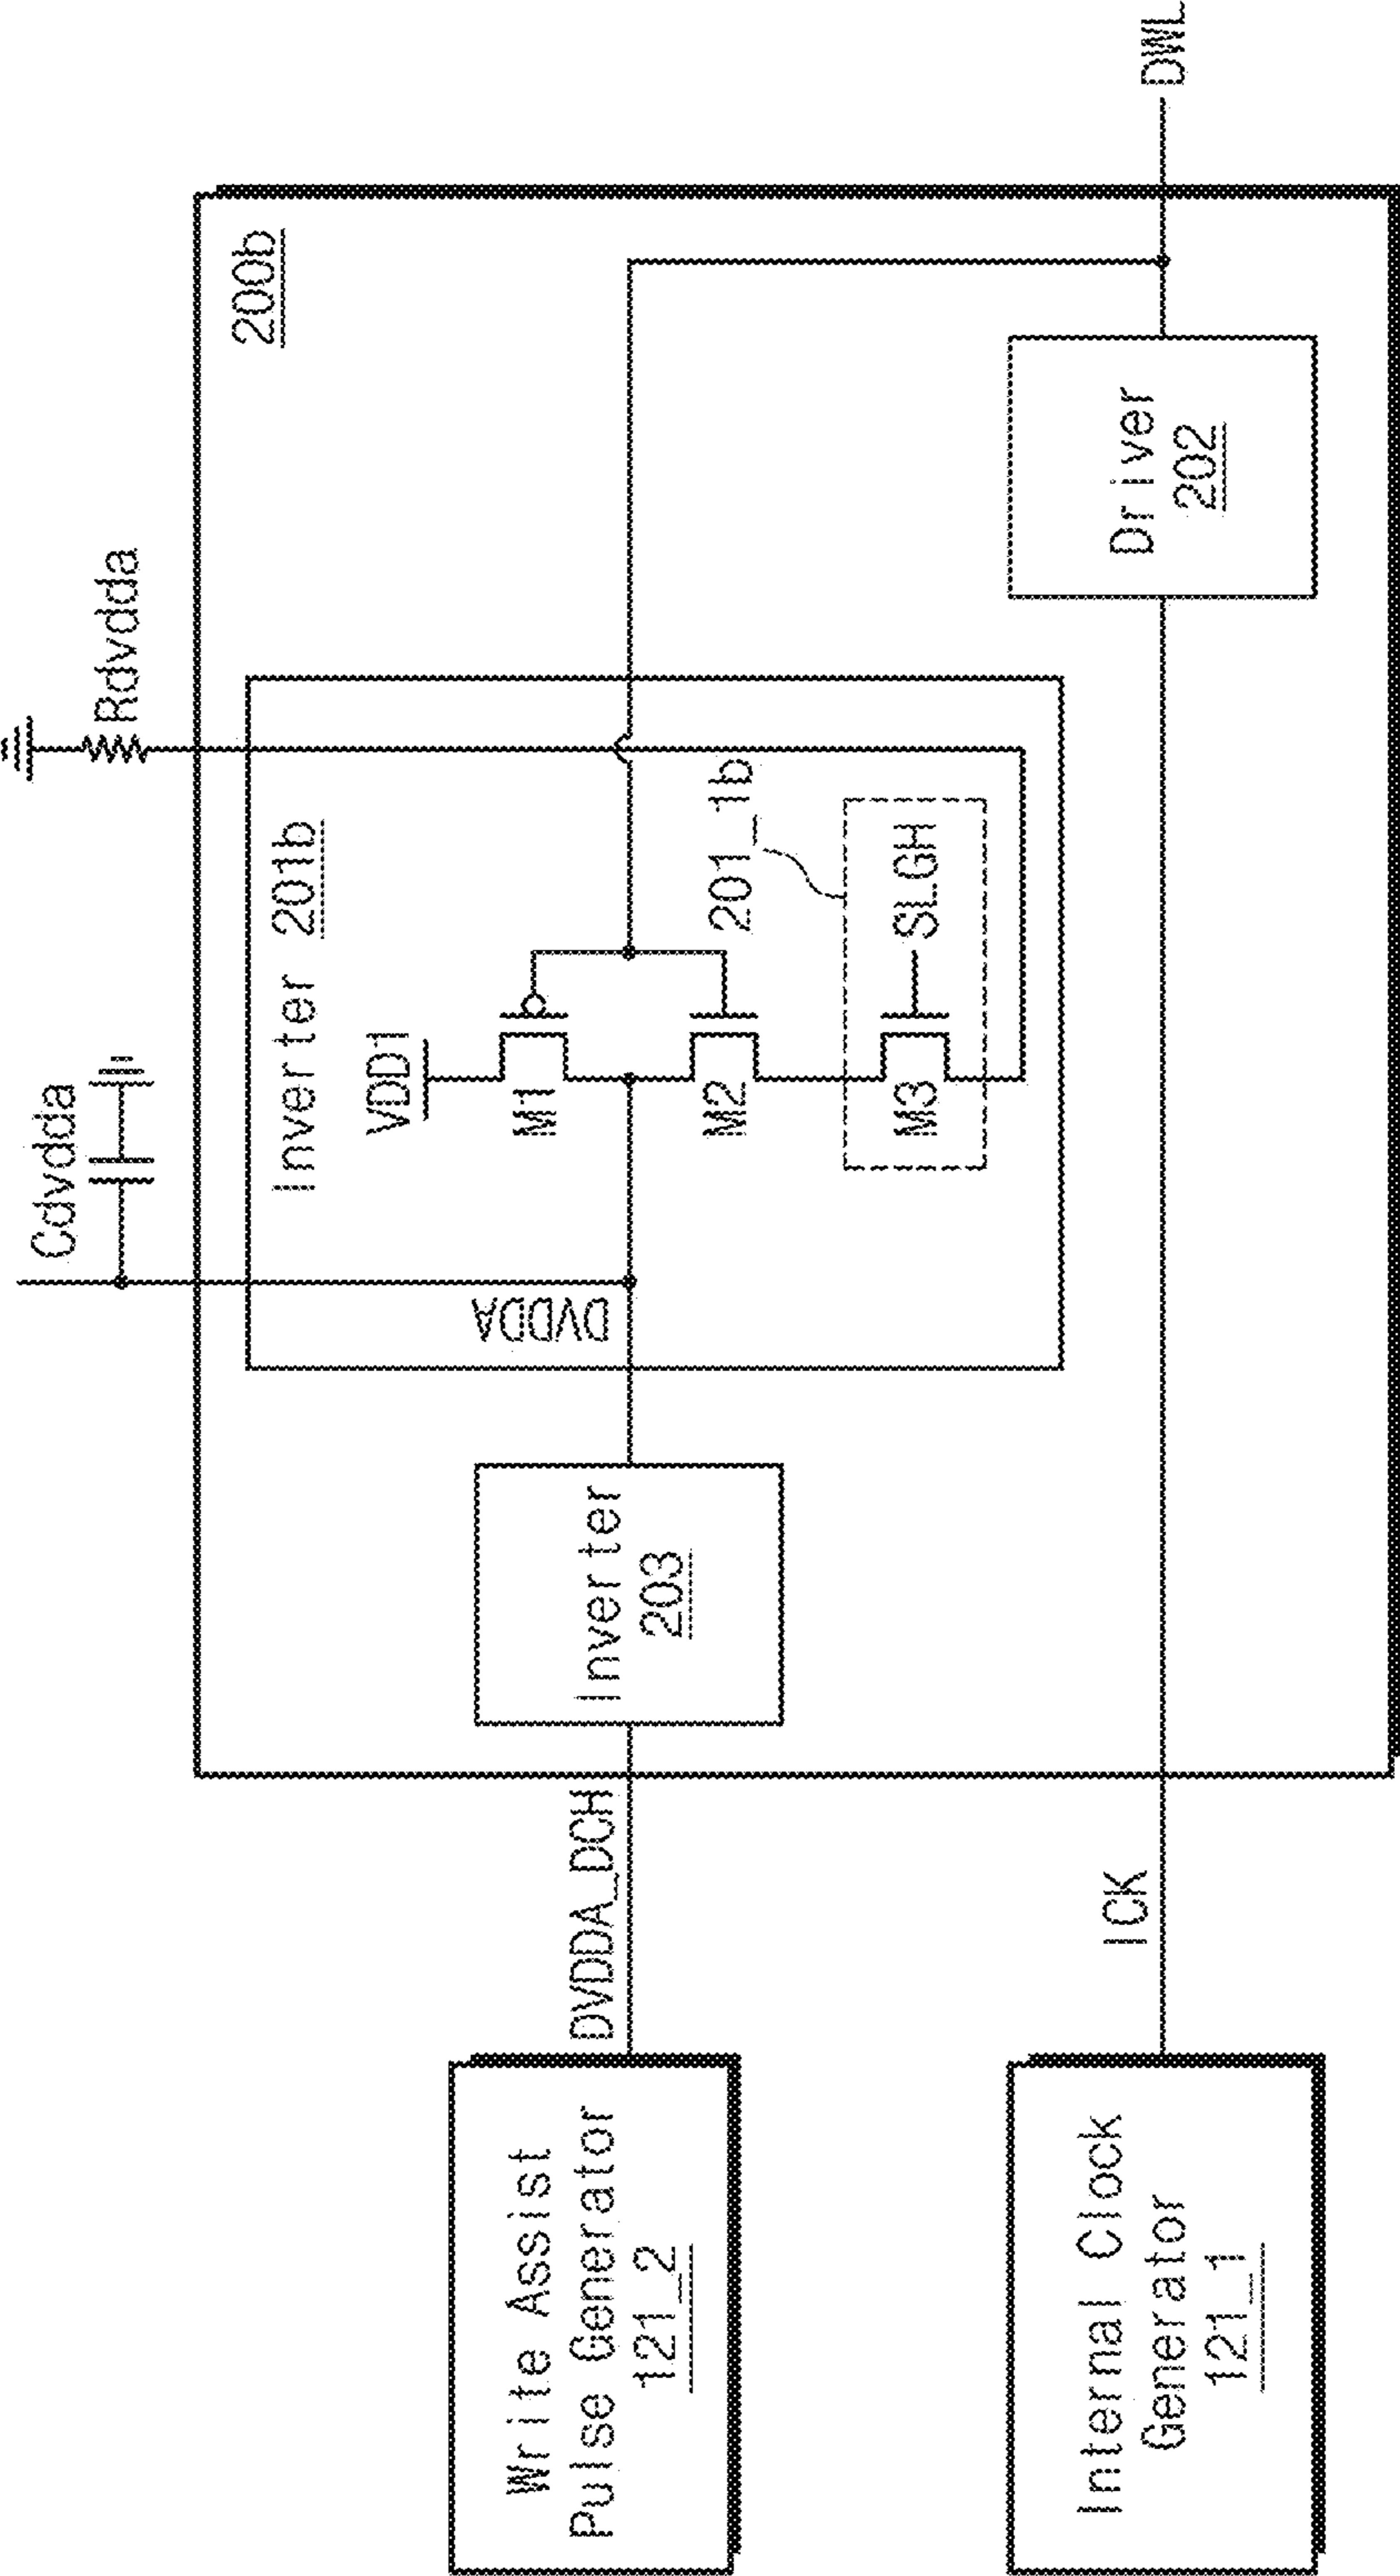 Cdvdda
Rdvdda
200b
Inverter 201b
VDD1
M1
DVDDA
M2
201_1b
M3
SLGH
Write Assist
Pulse Generator
121_2
DVDDA_DCH
Inverter
203
Internal Clock
Generator
121_1
ICK
Driver
202
DWL